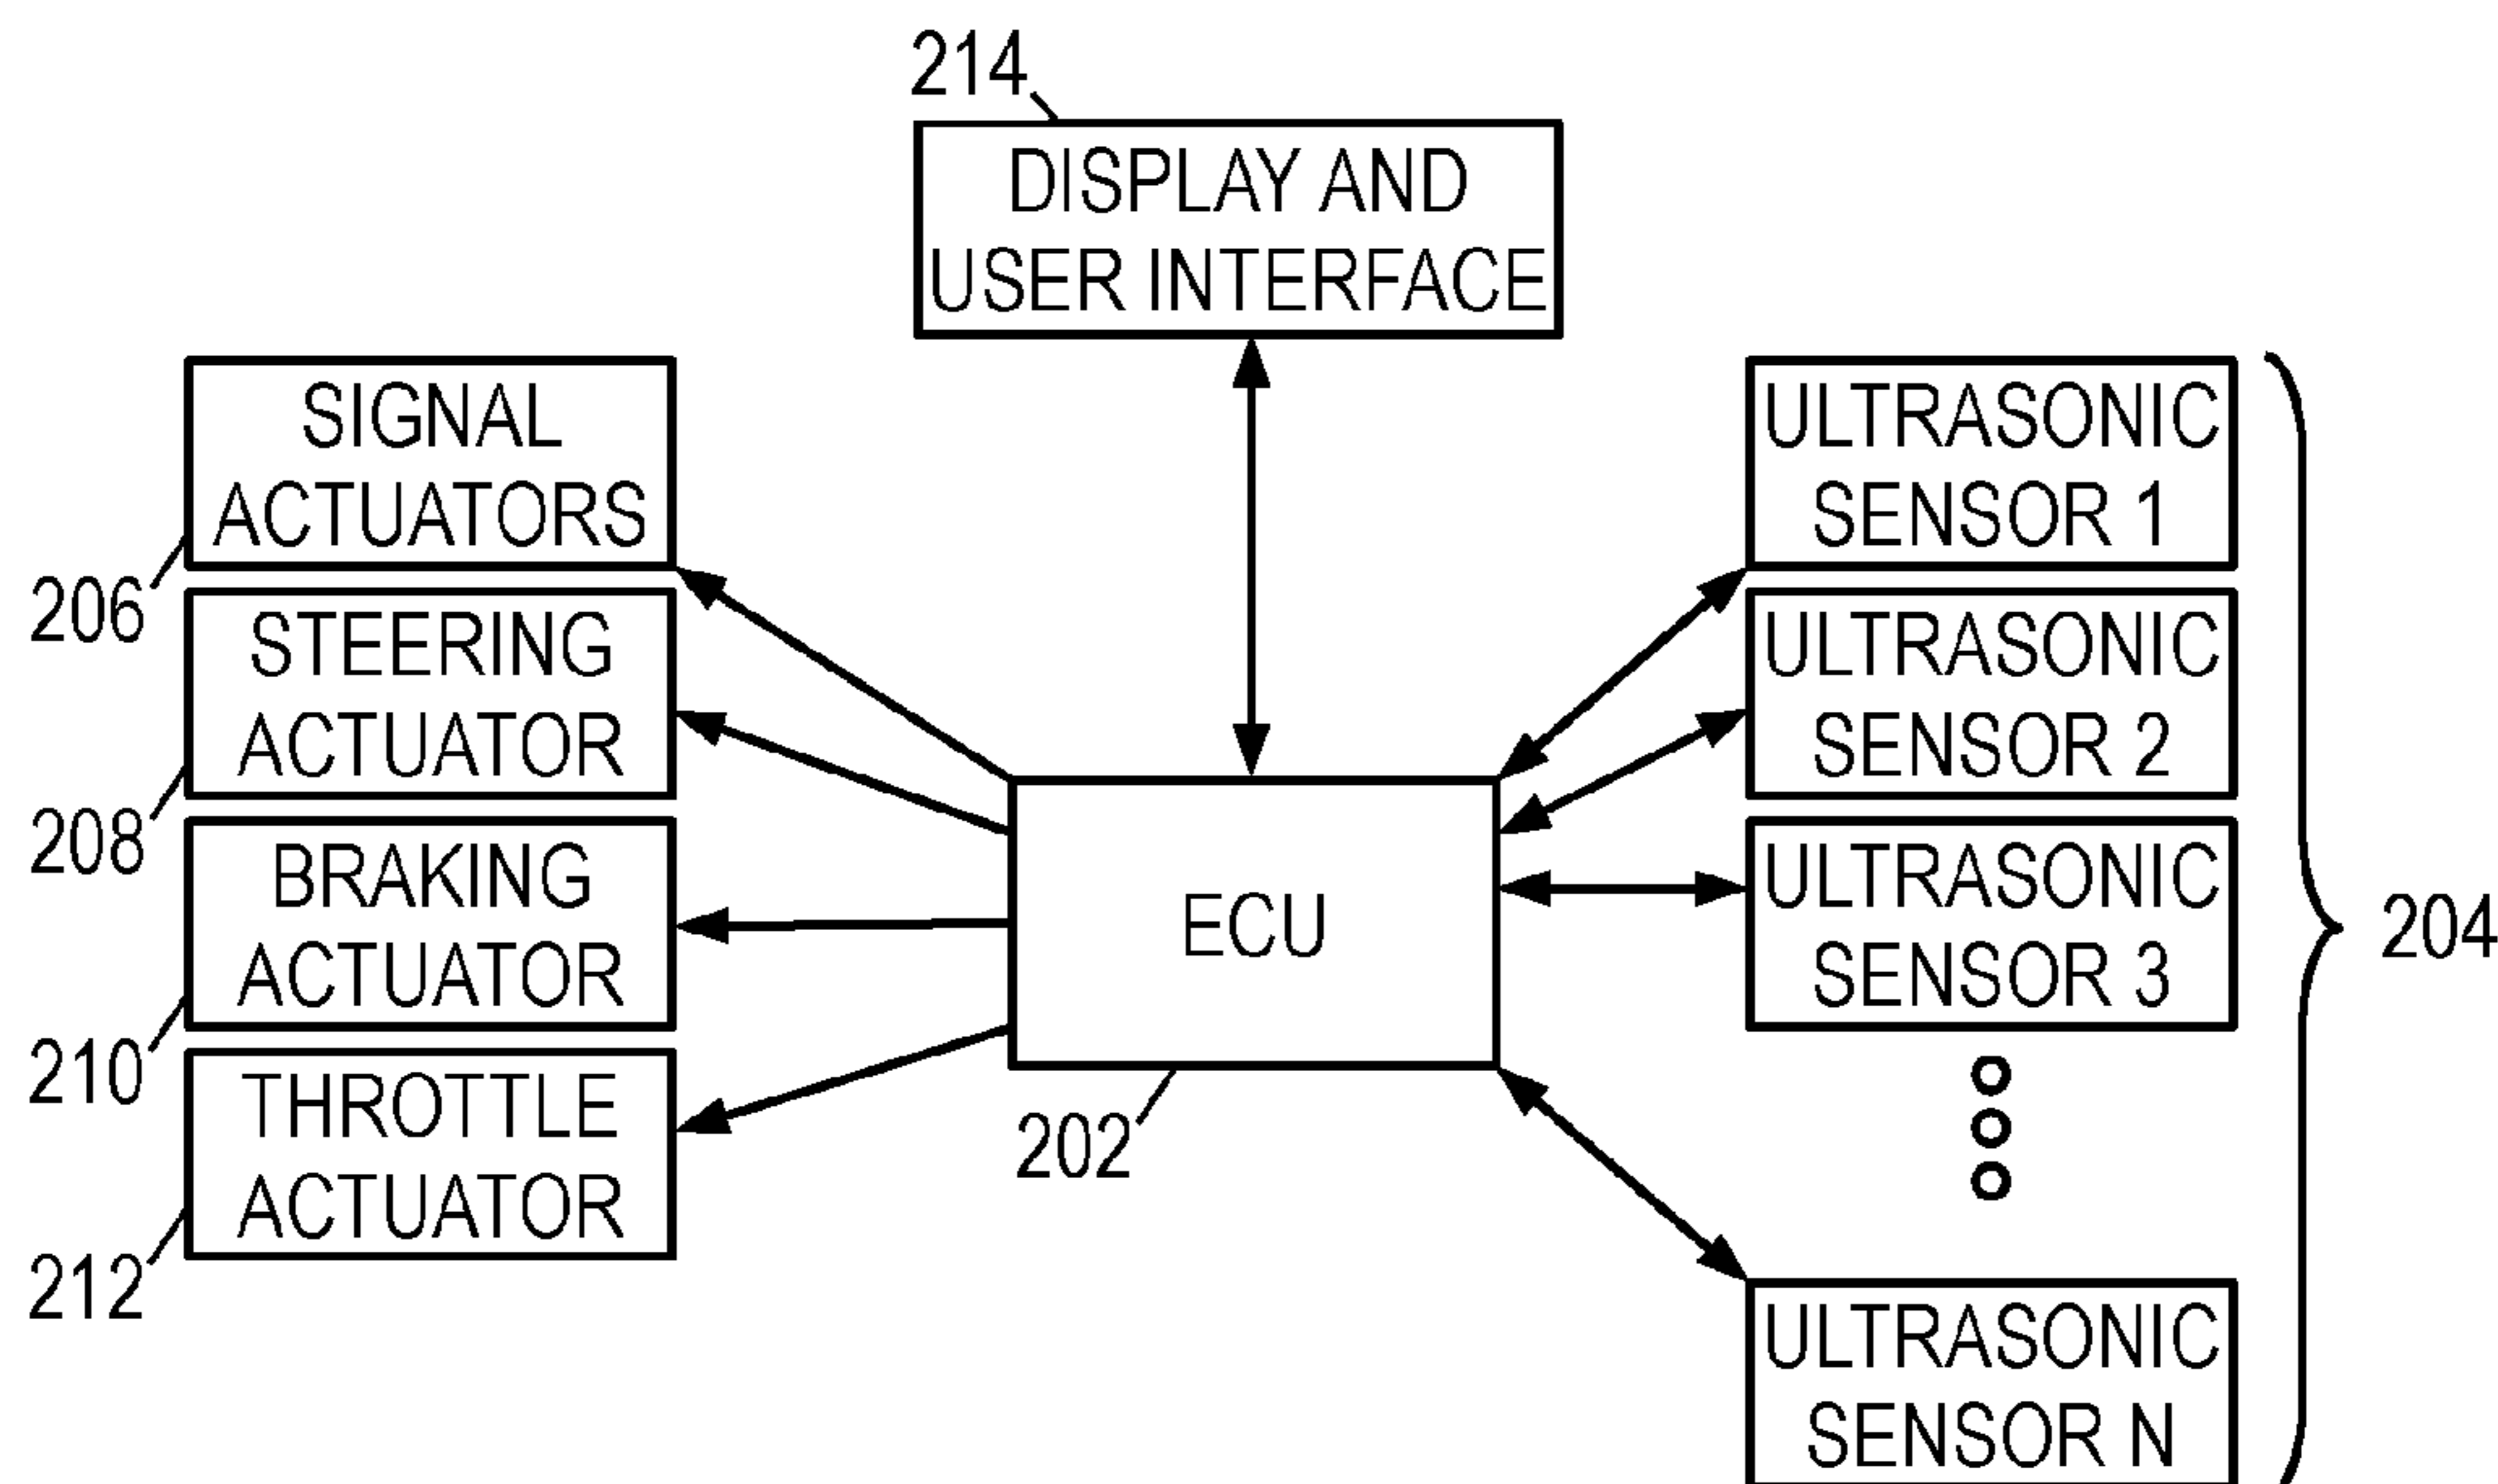 214
DISPLAY AND
USER INTERFACE
SIGNAL
ACTUATORS
206
STEERING
ACTUATOR
208
BRAKING
ACTUATOR
210
THROTTLE
ACTUATOR
212
ECU
202
ULTRASONIC
SENSOR 1
ULTRASONIC
SENSOR 2
ULTRASONIC
SENSOR 3
ULTRASONIC
SENSOR N
204